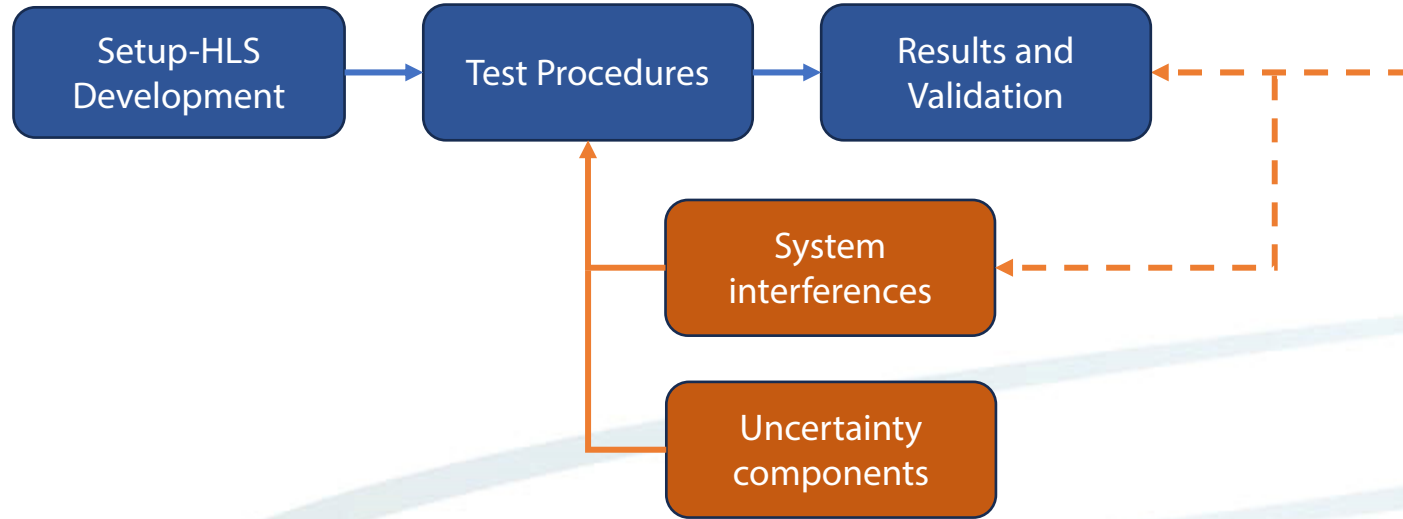 Setup-HLS
Development
Test Procedures
Results and
Validation
System
interferences
Uncertainty
components